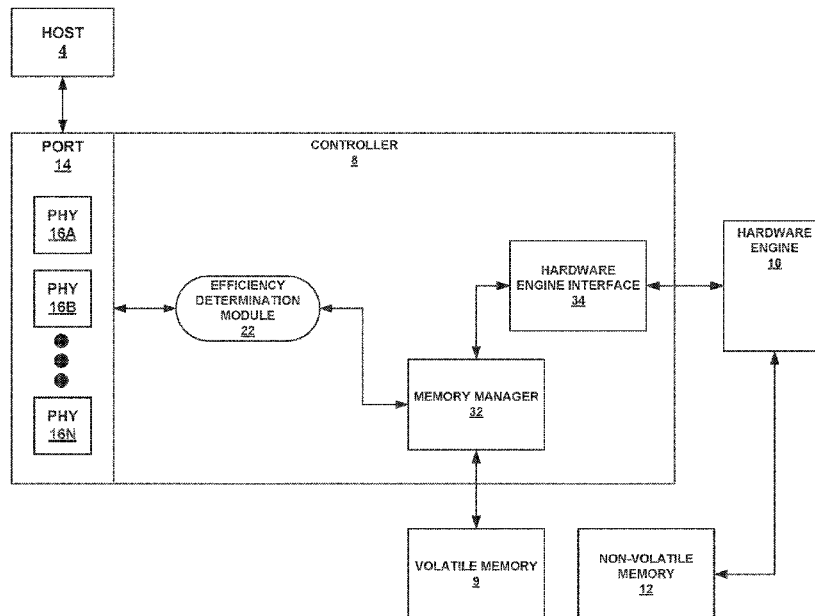 HOST
4
PORT
14
CONTROLLER
8
PHY
16A
PHY
16B
PHY
16N
EFFICIENCY
DETERMINATION
MODULE
22
HARDWARE
ENGINE INTERFACE
34
HARDWARE
ENGINE
10
MEMORY MANAGER
32
VOLATILE MEMORY
9
NON-VOLATILE
MEMORY
12